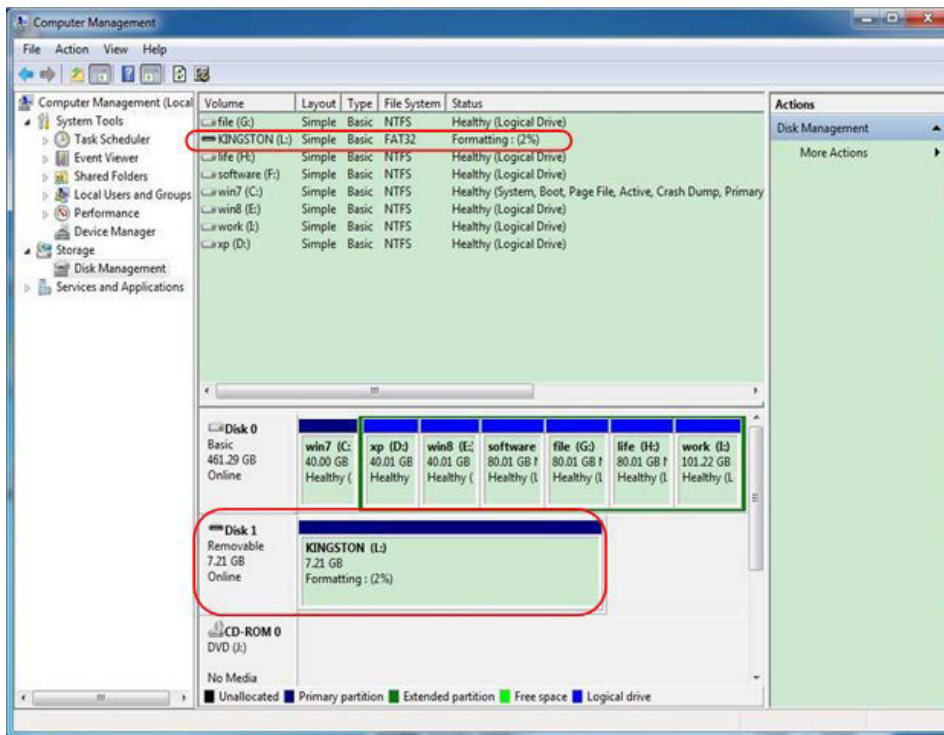 Computer Management
File Action View Help
Computer Management (Local
System Tools
Task Scheduler
Event Viewer
Shared Folders
Local Users and Groups
Performance
Device Manager
Storage
Disk Management
Services and Applications
Volume Layout Type File System Status
file (G:) Simple Basic NTFS Healthy (Logical Drive)
KINGSTON (L:) Simple Basic FAT32 Formatting : (2%)
life (H:) Simple Basic NTFS Healthy (Logical Drive)
software (F:) Simple Basic NTFS Healthy (Logical Drive)
win7 (C:) Simple Basic NTFS Healthy (System, Boot, Page File, Active, Crash Dump, Primary
win8 (E:) Simple Basic NTFS Healthy (Logical Drive)
work (I:) Simple Basic NTFS Healthy (Logical Drive)
xp (D:) Simple Basic NTFS Healthy (Logical Drive)
Disk 0
Basic
461.29 GB
Online
win7 (C: xp (D:) win8 (E: software file (G:) life (H:) work (I:)
40.00 GB 40.01 GB 40.01 GB 80.01 GB 80.01 GB 80.01 GB 101.22 GB
Healthy ( Healthy Healthy ( Healthy (L Healthy (L Healthy (L Healthy (L
Disk 1
Removable
7.21 GB
Online
KINGSTON (L:)
7.21 GB
Formatting : (2%)
CD-ROM 0
DVD (J:)
No Media
Unallocated Primary partition Extended partition Free space Logical drive
Actions
Disk Management
More Actions